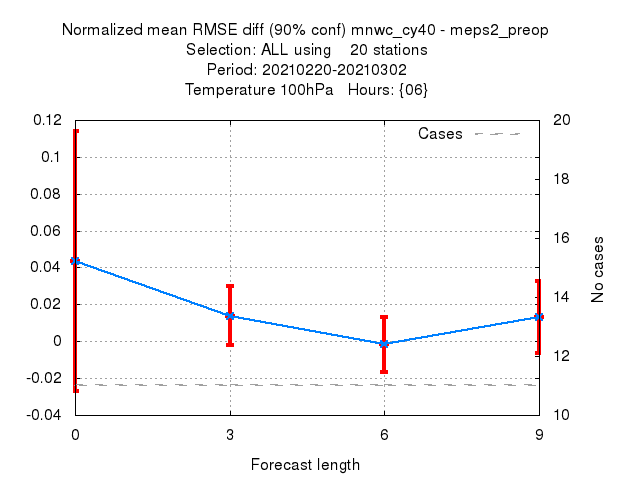 Normalized mean RMSE diff (90% conf) mnwc_cy40 - meps2_preop
Selection: ALL using    20 stations
Period: 20210220-20210302
Temperature 100hPa   Hours: {06}
Cases
0.12
0.1
0.08
0.06
0.04
0.02
0
-0.02
-0.04
20
18
16
14
12
10
No cases
0 3 6 9
Forecast length